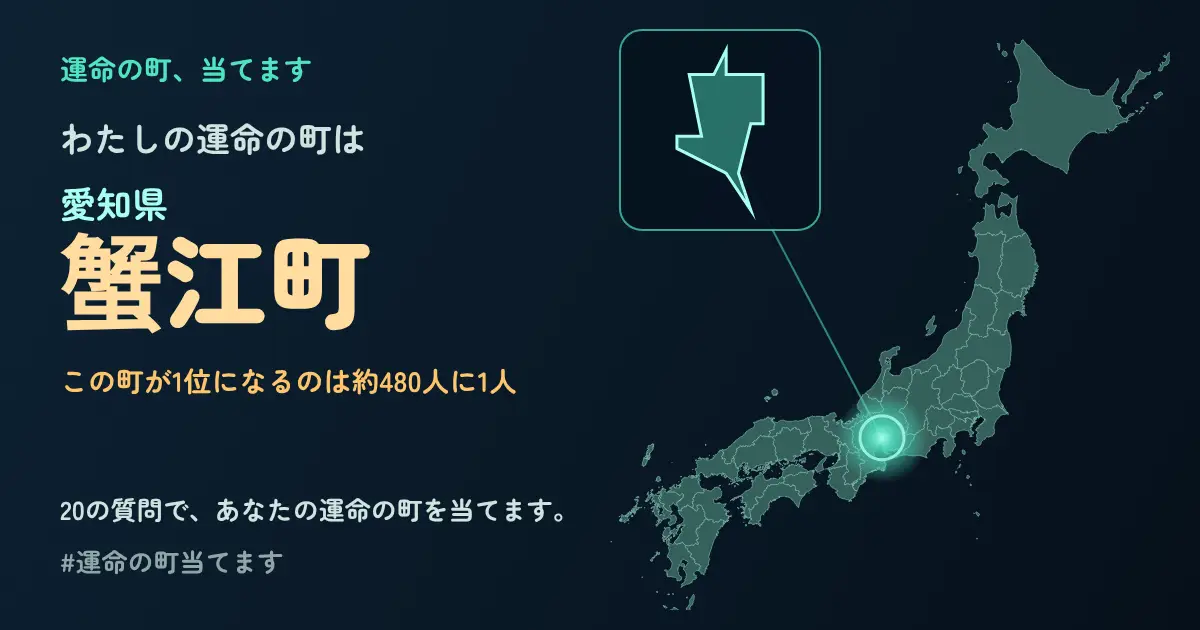 運命の町、当てます
わたしの運命の町は
愛知県
蟹江町
この町が1位になるのは約480人に1人
20の質問で、あなたの運命の町を当てます。
#運命の町当てます